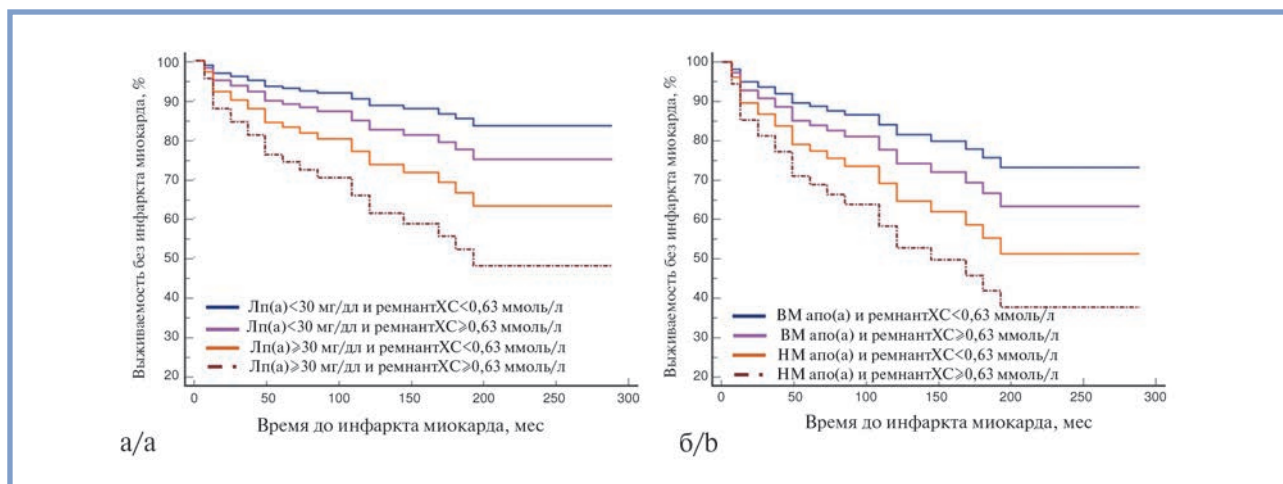 Выживаемость без инфаркта миокарда, %
100
90
80
70
60
50
40
30
20
Лп(а)<30 мг/дл и ремнантХС<0,63 ммоль/л
Лп(а)<30 мг/дл и ремнантХС⩾0,63 ммоль/л
Лп(а)⩾30 мг/дл и ремнантХС<0,63 ммоль/л
Лп(а)⩾30 мг/дл и ремнантХС⩾0,63 ммоль/л
0 50 100 150 200 250 300
Время до инфаркта миокарда, мес
а/a
Выживаемость без инфаркта миокарда, %
100
90
80
70
60
50
40
30
20
ВМ апо(а) и ремнантХС<0,63 ммоль/л
ВМ апо(а) и ремнантХС⩾0,63 ммоль/л
НМ апо(а) и ремнантХС<0,63 ммоль/л
НМ апо(а) и ремнантХС⩾0,63 ммоль/л
0 50 100 150 200 250 300
Время до инфаркта миокарда, мес
б/b